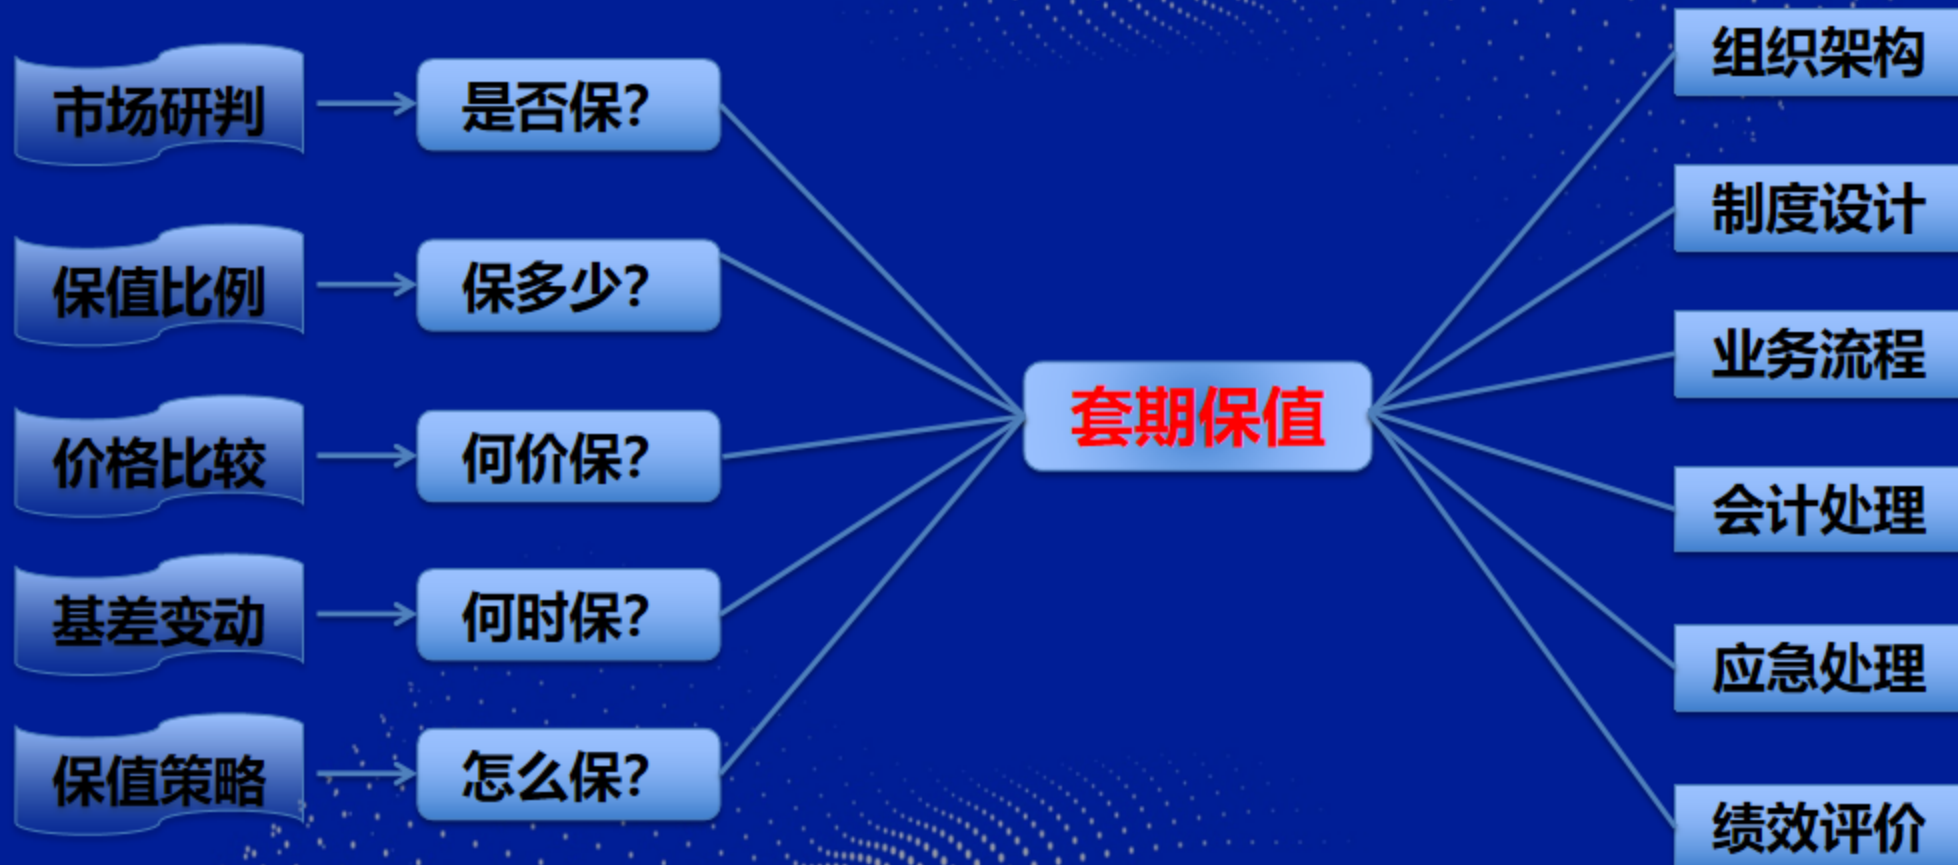 市场研判
是否保?
保值比例
保多少?
价格比较
何价保?
基差变动
何时保?
保值策略
怎么保?
套期保值
组织架构
制度设计
业务流程
会计处理
应急处理
绩效评价